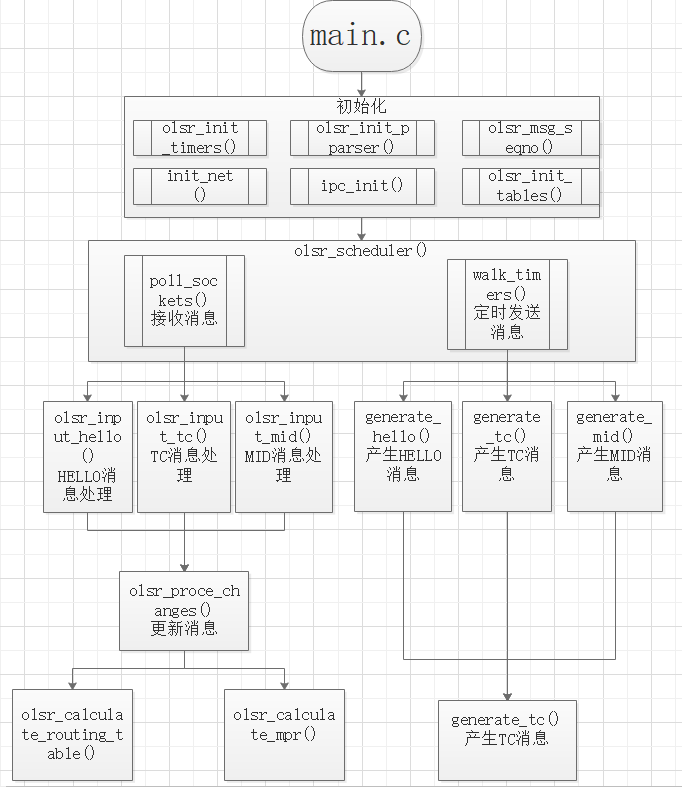 main.c
初始化
olsr_init
_timers()
olsr_init_p
parser()
olsr_msg_s
eqno()
init_net
()
ipc_init()
olsr_init_
tables()
olsr_scheduler()
poll_soc
kets()
接收消息
walk_tim
ers()
定时发送
消息
olsr_inp
ut_hello
()
HELLO消
息处理
olsr_inpu
t_tc()
TC消息处
理
olsr_inpu
t_mid()
MID消息处
理
generate_
hello()
产生HELLO
消息
generate
_tc()
产生TC消
息
generate_
mid()
产生MID消
息
olsr_proce_ch
anges()
更新消息
olsr_calcula
te_routing_t
able()
olsr_calcula
te_mpr()
generate_tc()
产生TC消息